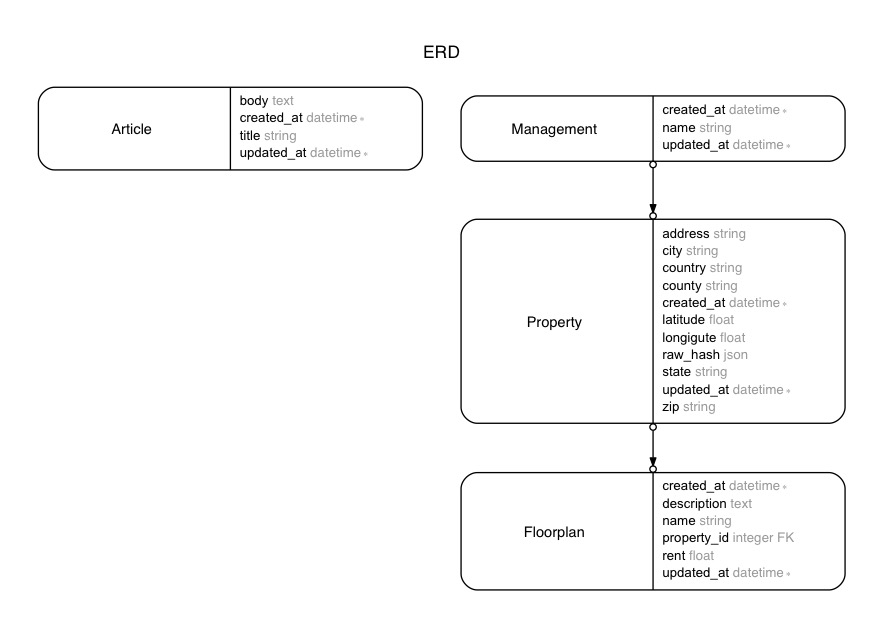 ERD
Article
body text
created_at datetime *
title string
updated_at datetime *
Management
created_at datetime *
name string
updated_at datetime *
Property
address string
city string
country string
county string
created_at datetime *
latitude float
longigute float
raw_hash json
state string
updated_at datetime *
zip string
Floorplan
created_at datetime *
description text
name string
property_id integer FK
rent float
updated_at datetime *